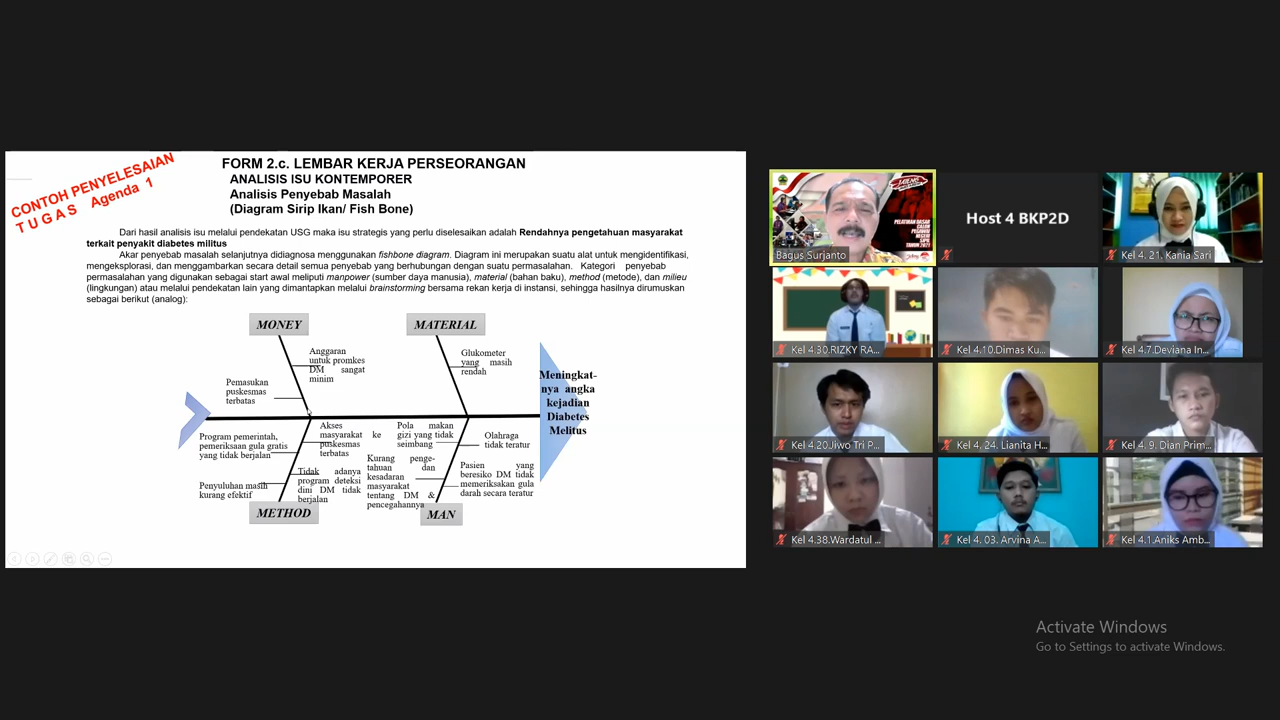 CONTOH PENYELESAIAN
T U G A S Agenda 1
FORM 2.c. LEMBAR KERJA PERSEORANGAN
ANALISIS ISU KONTEMPORER
Analisis Penyebab Masalah
(Diagram Sirip Ikan/ Fish Bone)
Dari hasil analisis isu melalui pendekatan USG maka isu strategis yang perlu diselesaikan adalah Rendahnya pengetahuan masyarakat
terkait penyakit diabetes militus
Akar penyebab masalah selanjutnya didiagnosa menggunakan fishbone diagram. Diagram ini merupakan suatu alat untuk mengidentifikasi,
mengeksplorasi, dan menggambarkan secara detail semua penyebab yang berhubungan dengan suatu permasalahan. Kategori penyebab
permasalahan yang digunakan sebagai start awal meliputi manpower (sumber daya manusia), material (bahan baku), method (metode), dan milieu
(lingkungan) atau melalui pendekatan lain yang dimantapkan melalui brainstorming bersama rekan kerja di instansi, sehingga hasilnya dirumuskan
sebagai berikut (analog):
MONEY
MATERIAL
Anggaran
untuk promkes
DM sangat
minim
Pemasukan
puskesmas
terbatas
Glukometer
yang masih
rendah
Meningkat-
nya angka
kejadian
Diabetes
Melitus
Program pemerintah,
pemeriksaan gula gratis
yang tidak berjalan
Penyuluhan masih
kurang efektif
Akses
masyarakat ke
puskesmas
terbatas
Tidak adanya
program deteksi
dini DM tidak
berjalan
Pola makan
gizi yang tidak
seimbang
Kurang penge-
tahuan dan
kesadaran
masyarakat
tentang DM &
pencegahannya
Olahraga
tidak teratur
Pasien yang
beresiko DM tidak
memeriksakan gula
darah secara teratur
METHOD
MAN
Bagus Surjanto
PELATIHAN DASAR
CALON
PEGAWAI
NEGERI
SIPIL
TAHUN 2021
Host 4 BKP2D
Kel 4. 21. Kania Sari
Kel 4.30.RIZKY RA...
Kel 4.10.Dimas Ku...
Kel 4.7.Deviana In...
Kel 4.20.Jiwo Tri P...
Kel 4. 24. Lianita H...
Kel 4. 9. Dian Prim...
Kel 4.38.Wardatul ...
Kel 4. 03. Arvina A...
Kel 4.1.Aniks Amb...
Activate Windows
Go to Settings to activate Windows.